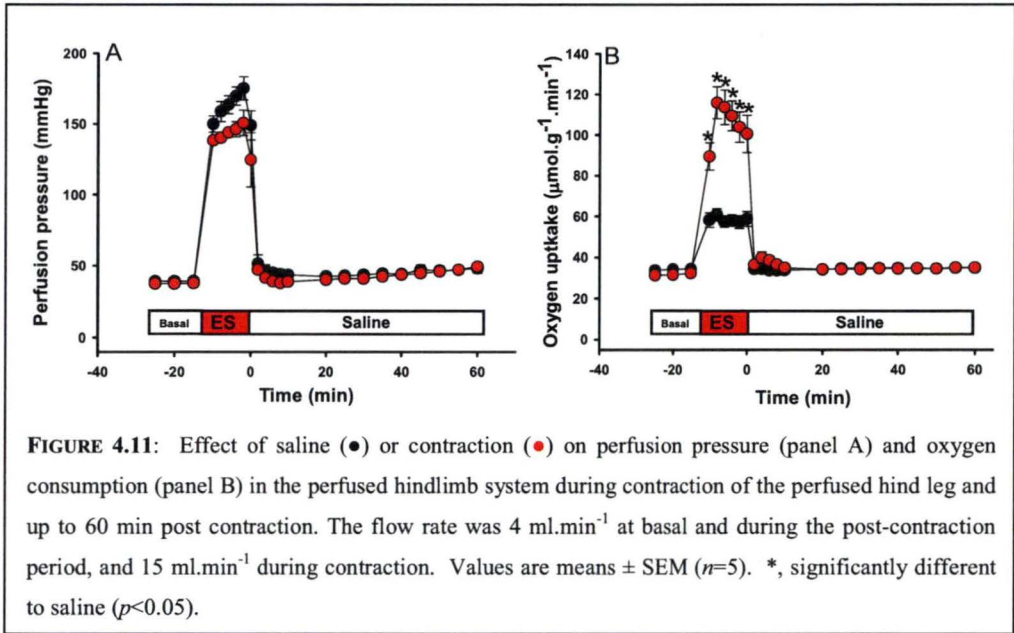 A
B
200
150
100
50
0
Perfusion pressure (mmHg)
Basal
ES
Saline
-40
-20
0
20
40
60
Time (min)
140
120
100
80
60
40
20
0
Oxygen uptkake (μmol.g⁻¹.min⁻¹)
* * * * * *
Basal
ES
Saline
-40
-20
0
20
40
60
Time (min)
FIGURE 4.11: Effect of saline (●) or contraction (●) on perfusion pressure (panel A) and oxygen
consumption (panel B) in the perfused hindlimb system during contraction of the perfused hind leg and
up to 60 min post contraction. The flow rate was 4 ml.min⁻¹ at basal and during the post-contraction
period, and 15 ml.min⁻¹ during contraction. Values are means ± SEM (n=5). *, significantly different
to saline (p<0.05).